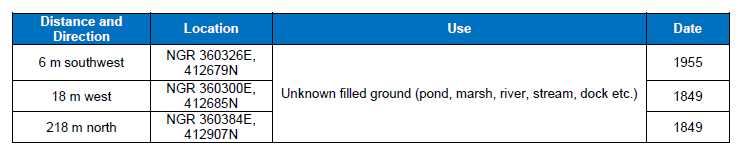 Distance and Direction | Location | Use | Date
6 m southwest | NGR 360326E, 412679N | Unknown filled ground (pond, marsh, river, stream, dock etc.) | 1955
18 m west | NGR 360300E, 412685N | 1849
218 m north | NGR 360384E, 412907N | 1849